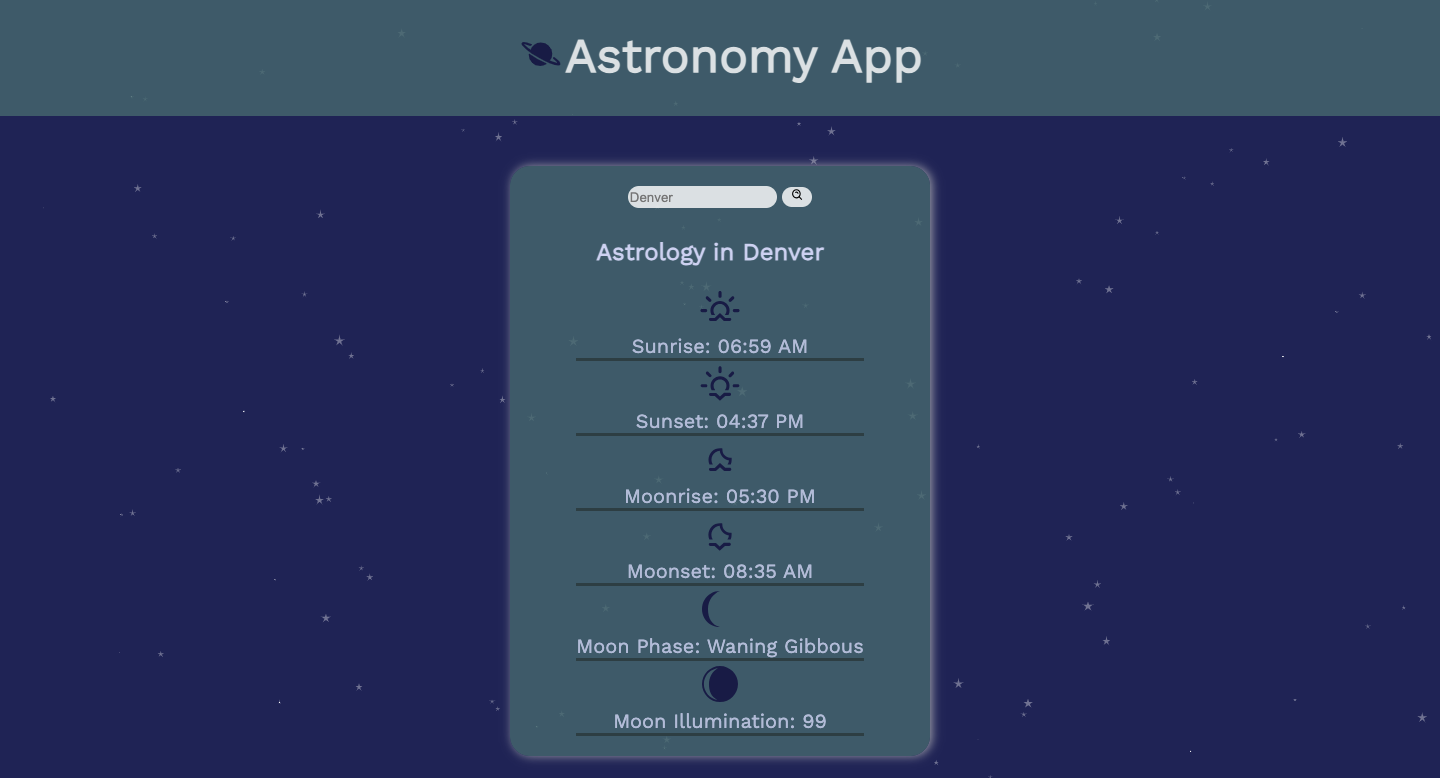 Astronomy App
Denver
Astrology in Denver
Sunrise: 06:59 AM
Sunset: 04:37 PM
Moonrise: 05:30 PM
Moonset: 08:35 AM
Moon Phase: Waning Gibbous
Moon Illumination: 99